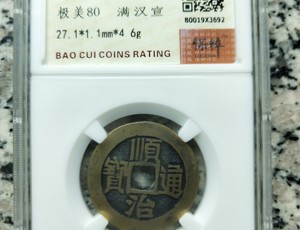 极美80 满汉宣
80019X3692
27.1*1.1mm*4.6g
BAO CUI COINS RATING
順
寶 通
治